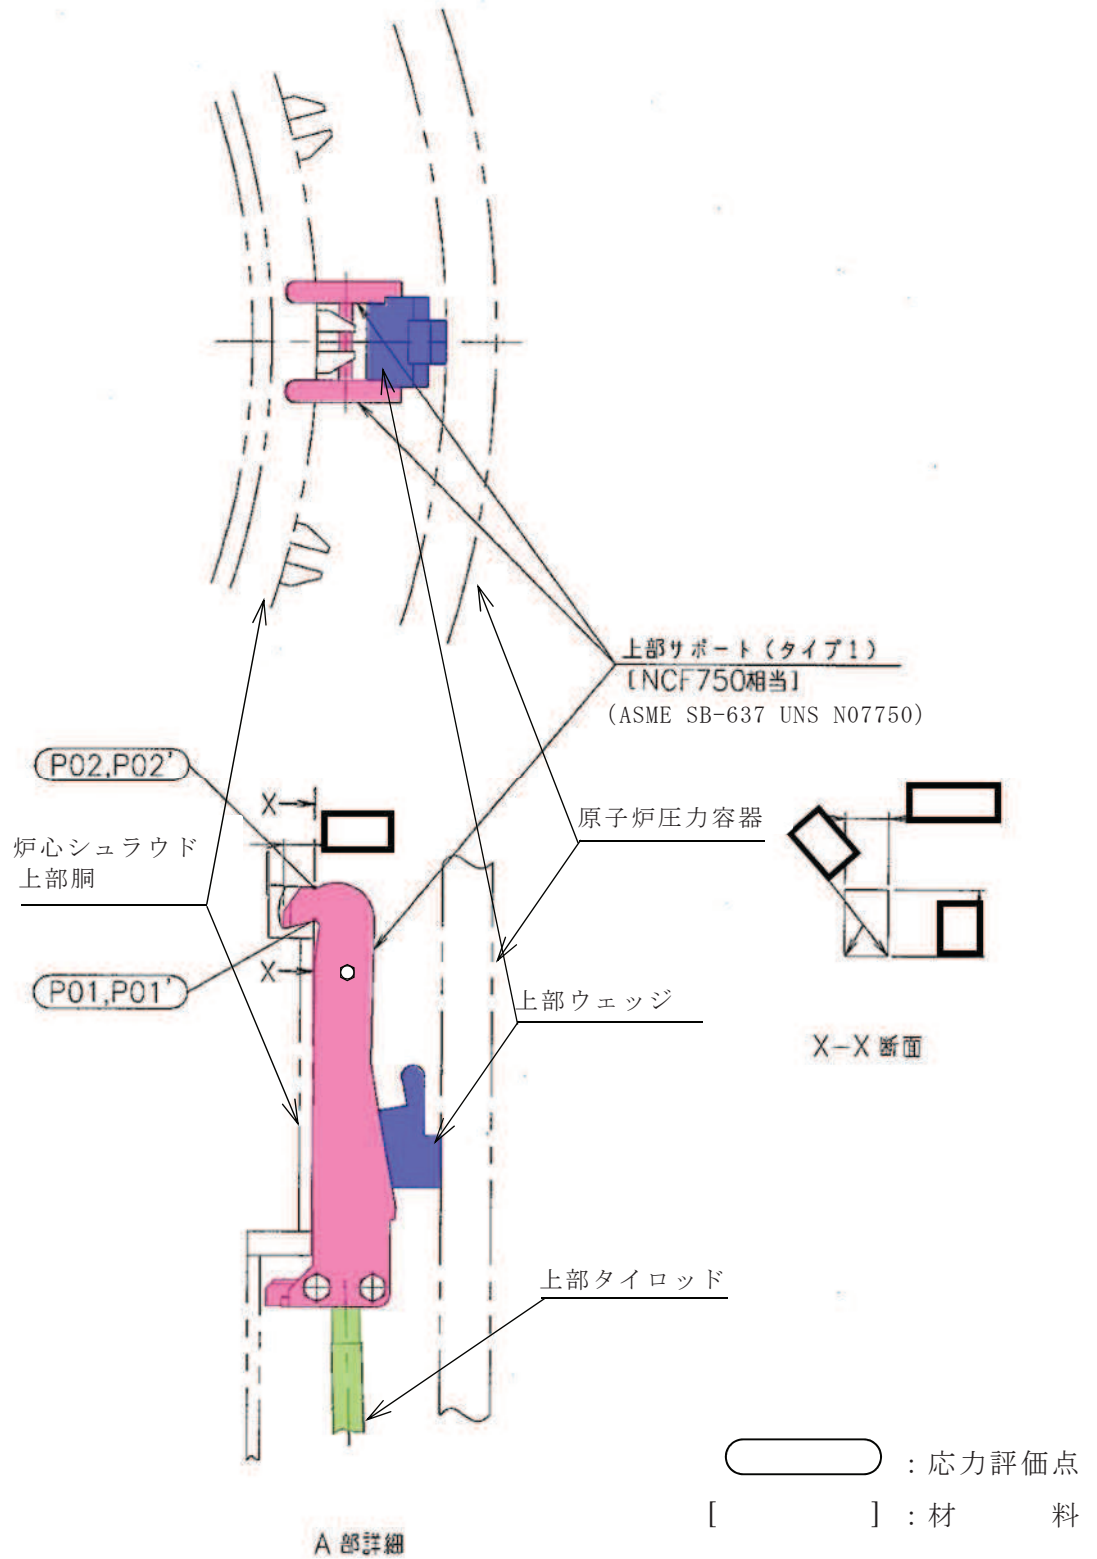 上部サポート(タイプ1)
[NCF750相当]
(ASME SB-637 UNS N07750)
P02,P02'
X
原子炉圧力容器
炉心シュラウド
上部胴
X
P01,P01'
上部ウェッジ
X-X 断面
上部タイロッド
:応力評価点
[ ]:材 料
A 部詳細